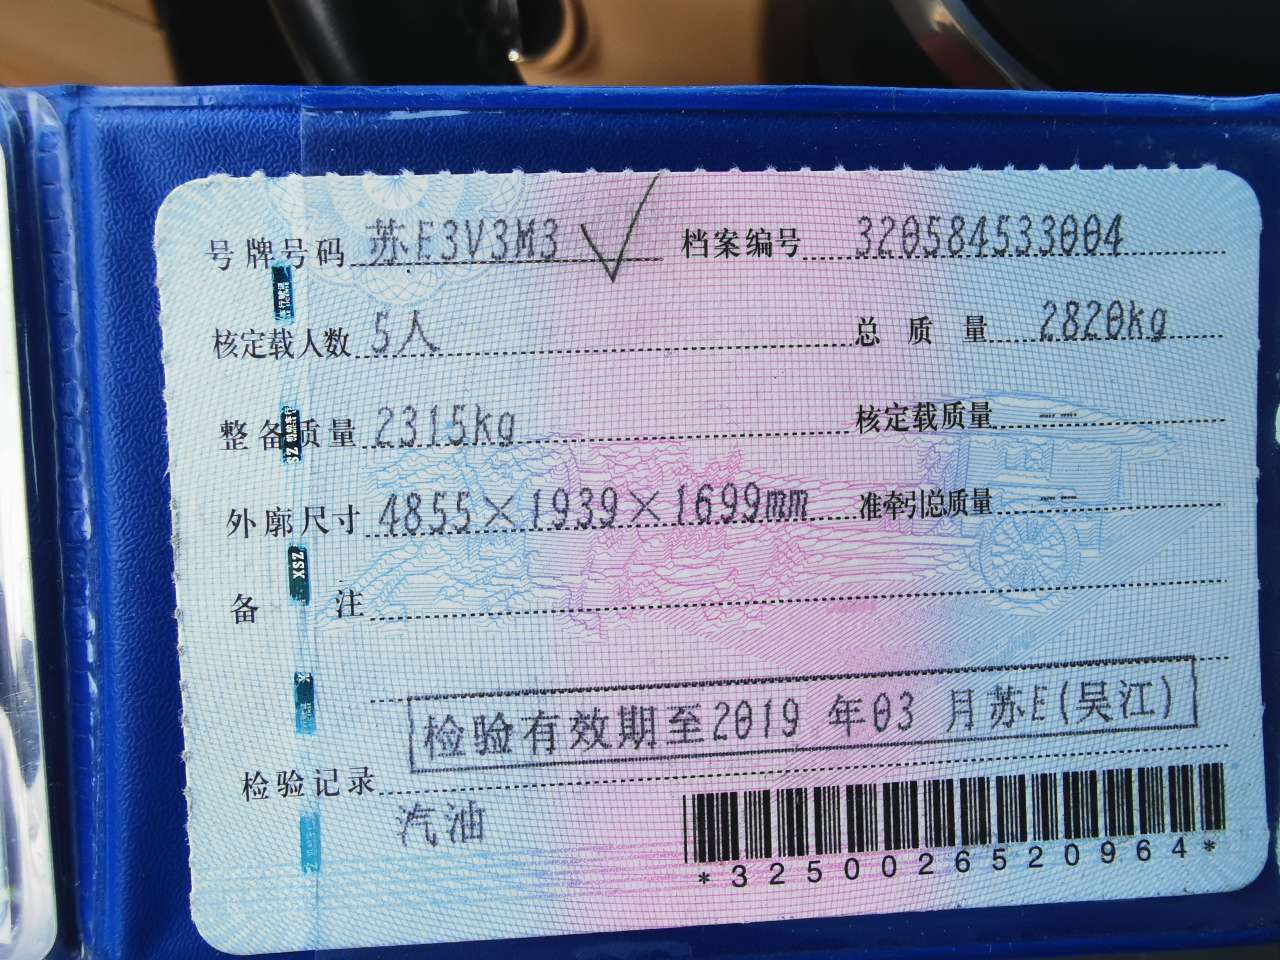 号牌号码 苏E3V3M3 档案编号 320584533004
核定载人数 5人 总质量 2820kg
整备质量 2315kg 核定载质量 -- --
外廓尺寸 4855×1939×1699mm 准牵引总质量 -- --
备注
检验有效期至2019年03月苏E(吴江)
检验记录
汽油
*3250026520964*
XSZ